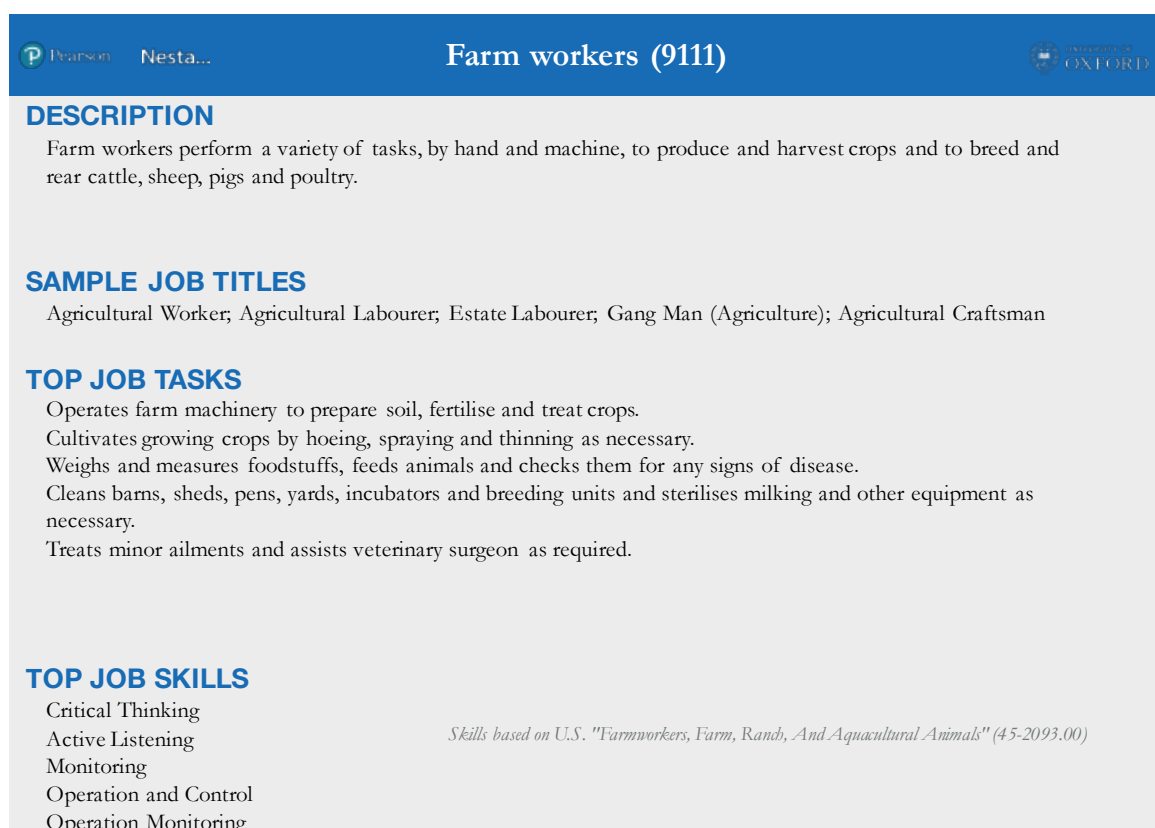 Pearson Nesta... Farm workers (9111) UNIVERSITY OF OXFORD
DESCRIPTION
Farm workers perform a variety of tasks, by hand and machine, to produce and harvest crops and to breed and
rear cattle, sheep, pigs and poultry.
SAMPLE JOB TITLES
Agricultural Worker; Agricultural Labourer; Estate Labourer; Gang Man (Agriculture); Agricultural Craftsman
TOP JOB TASKS
Operates farm machinery to prepare soil, fertilise and treat crops.
Cultivates growing crops by hoeing, spraying and thinning as necessary.
Weighs and measures foodstuffs, feeds animals and checks them for any signs of disease.
Cleans barns, sheds, pens, yards, incubators and breeding units and sterilises milking and other equipment as
necessary.
Treats minor ailments and assists veterinary surgeon as required.
TOP JOB SKILLS
Critical Thinking
Active Listening
Skills based on U.S. "Farmworkers, Farm, Ranch, And Aquacultural Animals" (45-2093.00)
Monitoring
Operation and Control
Operation Monitoring